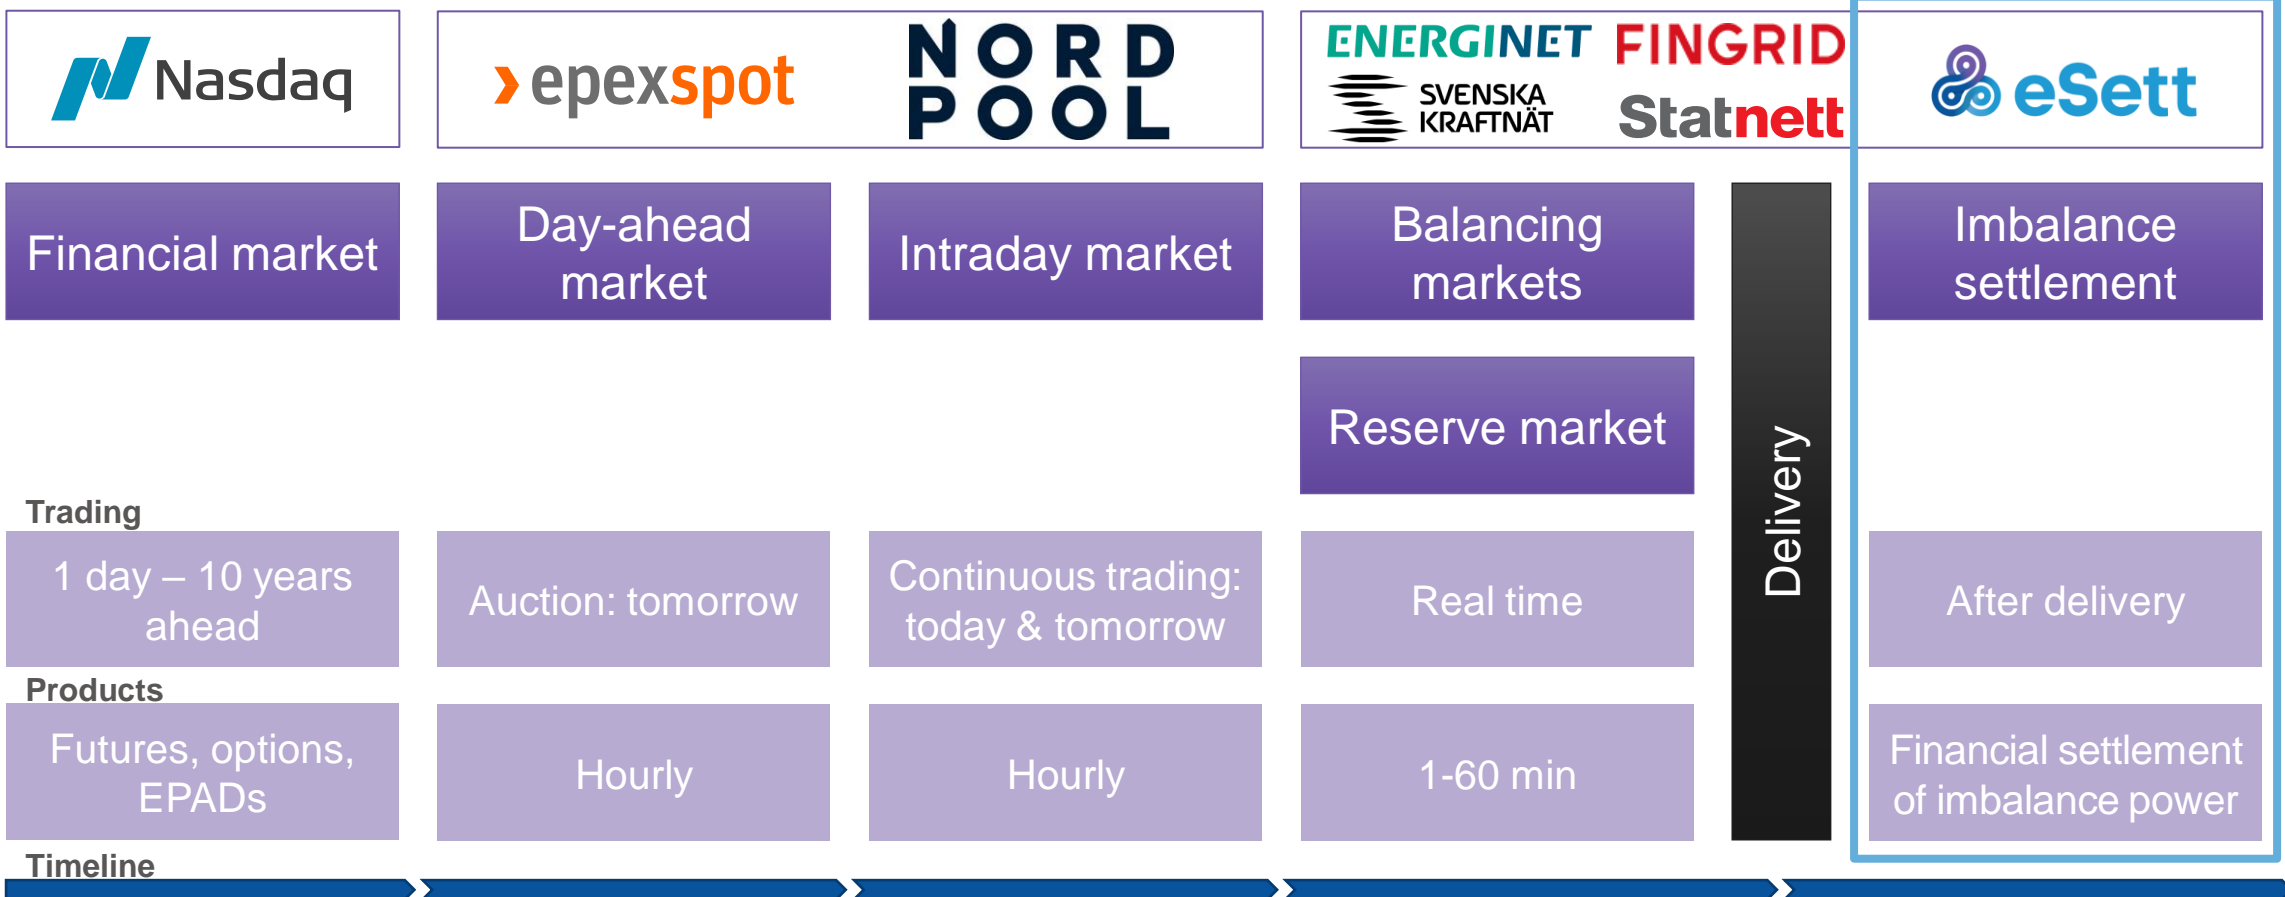 Nasdaq
epexspot
NORD
POOL
ENERGINET
FINGRID
SVENSKA
KRAFTNÄT
Statnett
eSett
Financial market
Day-ahead
market
Intraday market
Balancing
markets
Imbalance
settlement
Reserve market
Delivery
Trading
1 day – 10 years
ahead
Auction: tomorrow
Continuous trading:
today & tomorrow
Real time
After delivery
Products
Futures, options,
EPADs
Hourly
Hourly
1-60 min
Financial settlement
of imbalance power
Timeline